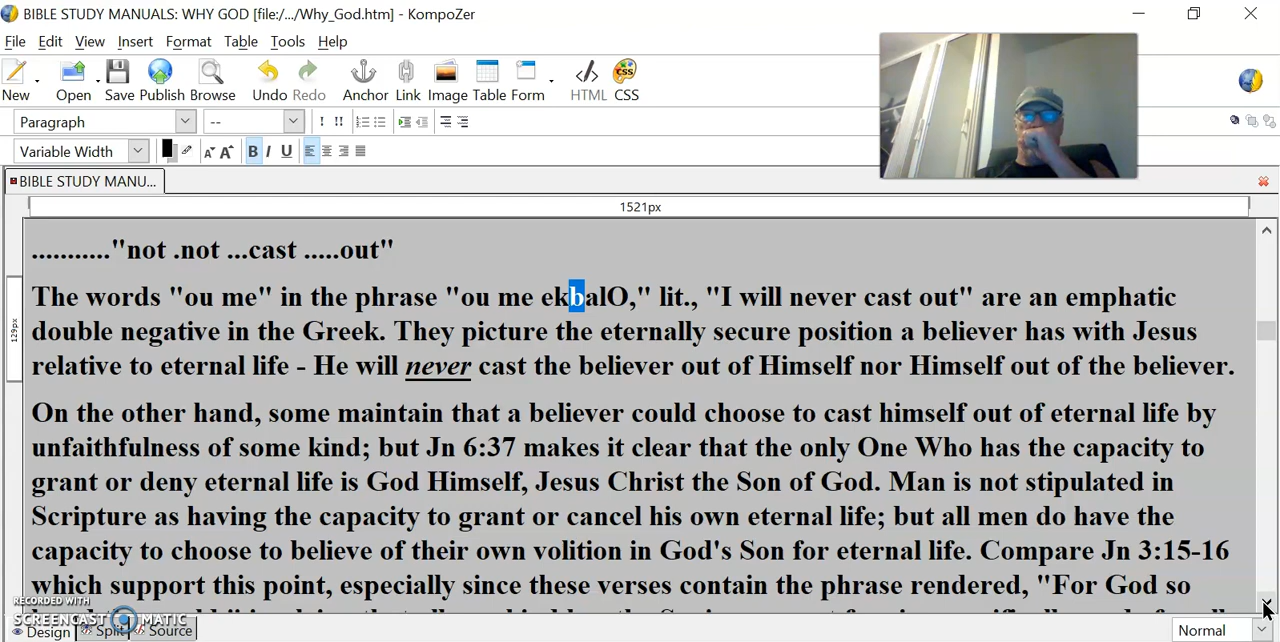 BIBLE STUDY MANUALS: WHY GOD [file:/.../Why_God.htm] - KompoZer
File Edit View Insert Format Table Tools Help
New Open Save Publish Browse Undo Redo Anchor Link Image Table Form HTML CSS
Paragraph -- ! !!
Variable Width A A B I U
BIBLE STUDY MANU...
1521px
129px
..........."not .not ...cast .....out"
The words "ou me" in the phrase "ou me ekbalO," lit., "I will never cast out" are an emphatic
double negative in the Greek. They picture the eternally secure position a believer has with Jesus
relative to eternal life - He will never cast the believer out of Himself nor Himself out of the believer.
On the other hand, some maintain that a believer could choose to cast himself out of eternal life by
unfaithfulness of some kind; but Jn 6:37 makes it clear that the only One Who has the capacity to
grant or deny eternal life is God Himself, Jesus Christ the Son of God. Man is not stipulated in
Scripture as having the capacity to grant or cancel his own eternal life; but all men do have the
capacity to choose to believe of their own volition in God's Son for eternal life. Compare Jn 3:15-16
which support this point, especially since these verses contain the phrase rendered, "For God so
RECORDED WITH
SCREENCAST MATIC
Design Split Source
Normal